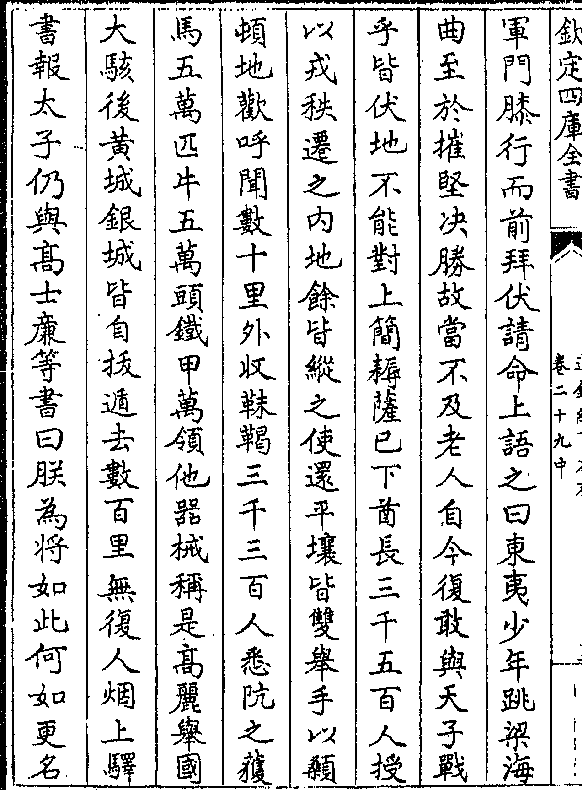 欽定四庫全書
卷二十九中
軍門膝行而前拜伏請命上語之曰東夷少年跳梁海
曲至於摧堅决勝故當不及老人自今復敢與天子戰
乎皆伏地不能對上簡耨薩已下酋長三千五百人授
以戎秩遷之内地餘皆縱之使還平壤皆雙舉手以顙
頓地歡呼聞數十里外收靺鞨三千三百人悉阬之獲
馬五萬匹牛五萬頭鐵甲萬領他器械稱是髙麗舉國
大駭後黄城銀城皆自拔遁去數百里無復人烟上驛
書報太子仍與髙士廉等書曰朕為将如此何如更名